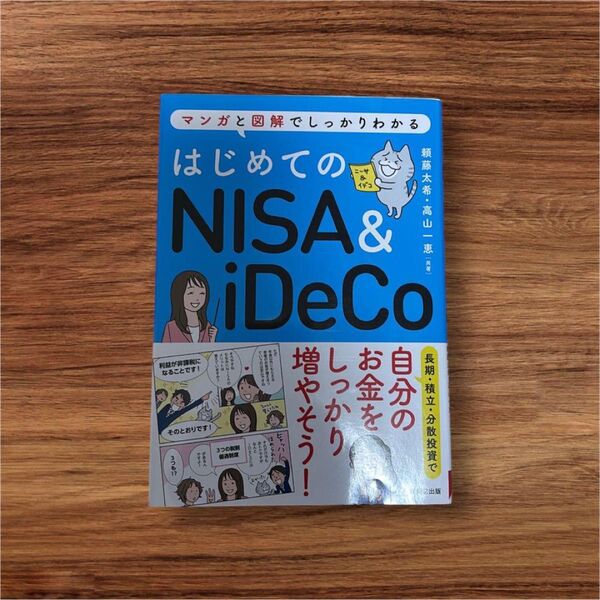 マンガと図解でしっかりわかる
はじめての
NISA &
iDeCo
ニーサ
&
イデコ
頼藤太希・高山一恵[共著]
長期・積立・分散投資で
自分の
お金を
しっかり
増やそう!
利益が非課税に
なることです!
そのとおりです!
3つの税制
優遇制度
3つも!?
出版